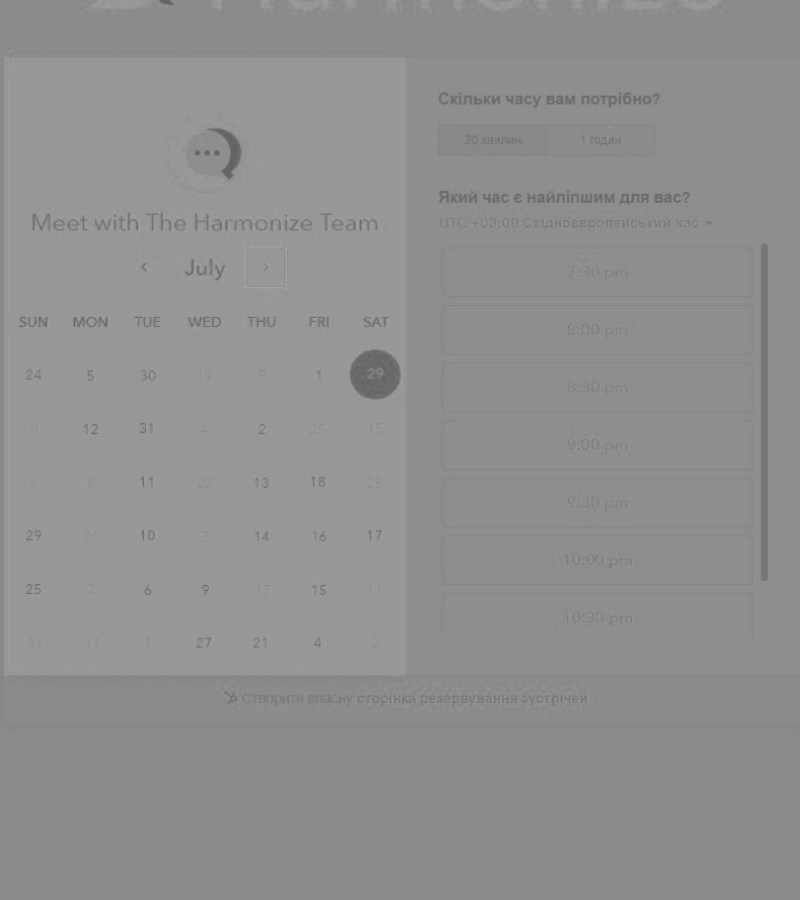 Harmonize
Meet with The Harmonize Team
July
SUN MON TUE WED THU FRI SAT
24 5 30 19 9 1 29
8 12 31 4 2 25 15
6 8 11 22 13 18 25
29 30 10 3 14 16 17
25 2 6 9 17 15 11
31 17 1 27 21 4 2
Скільки часу вам потрібно?
30 хвилин 1 годин
Який час є найліпшим для вас?
UTC +03:00 Східноєвропейський час
7:30 pm
8:00 pm
8:30 pm
9:00 pm
9:30 pm
10:00 pm
10:30 pm
Створити власну сторінка резервування зустрічей